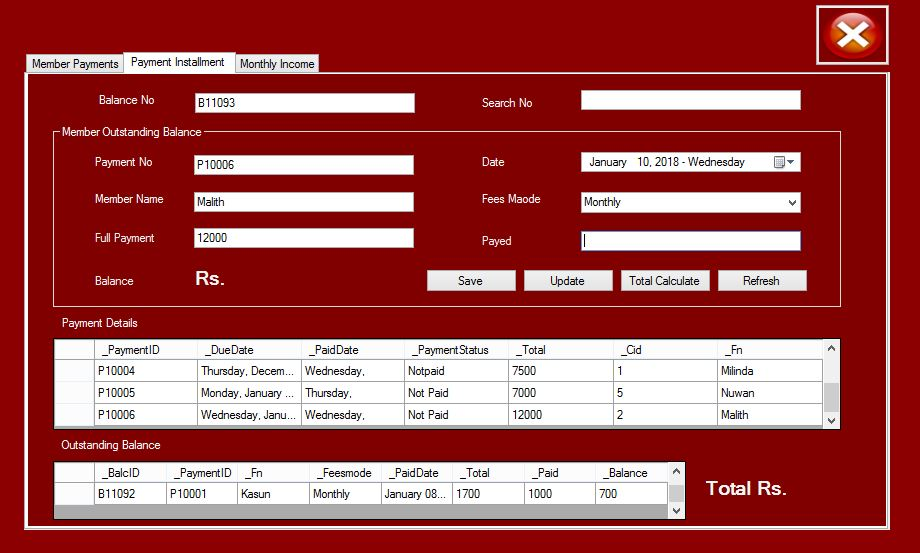 Member Payments Payment Installment Monthly Income
Balance No B11093 Search No
Member Outstanding Balance
Payment No P10006 Date January 10, 2018 - Wednesday
Member Name Malith Fees Maode Monthly
Full Payment 12000 Payed
Balance Rs. Save Update Total Calculate Refresh
Payment Details
_PaymentID _DueDate _PaidDate _PaymentStatus _Total _Cid _Fn
P10004 Thursday, Decem... Wednesday, Notpaid 7500 1 Milinda
P10005 Monday, January ... Thursday, Not Paid 7000 5 Nuwan
P10006 Wednesday, Janu... Wednesday, Not Paid 12000 2 Malith
Outstanding Balance
_BalcID _PaymentID _Fn _Feesmode _PaidDate _Total _Paid _Balance
B11092 P10001 Kasun Monthly January 08... 1700 1000 700
Total Rs.